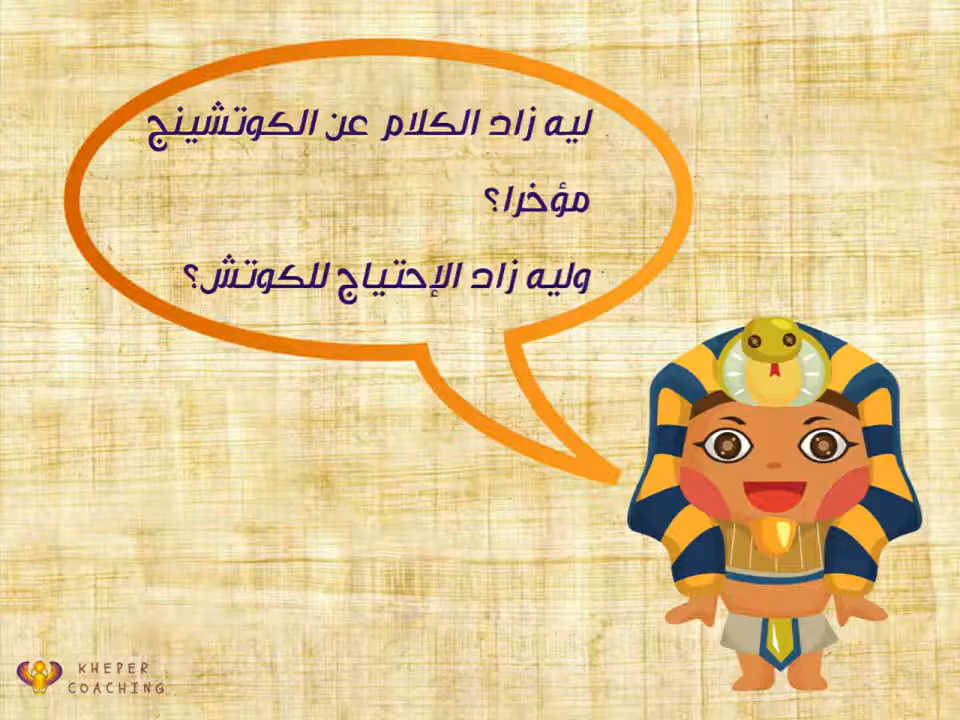 ليه زاد الكلام عن الكوتشينج
مؤخرا؟
وليه زاد الإحتياج للكوتش؟
KHEPER
COACHING